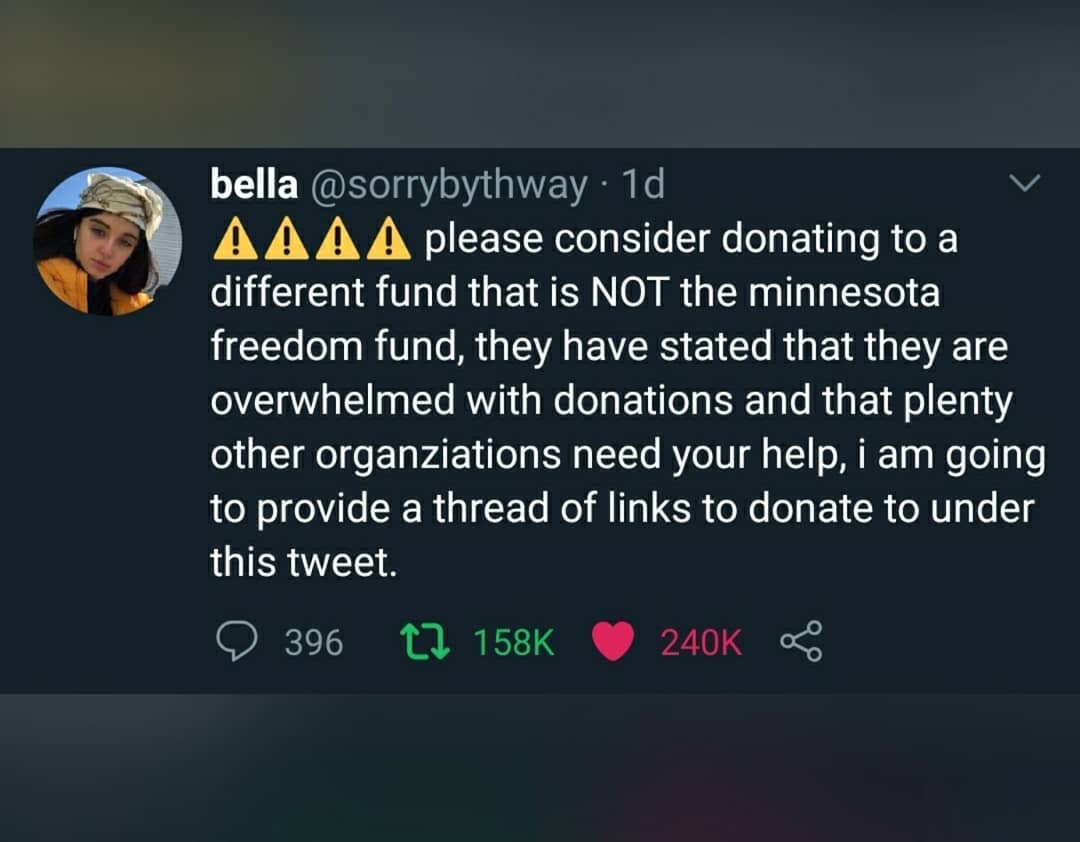 bella @sorrybythway · 1d
⚠⚠⚠⚠ please consider donating to a
different fund that is NOT the minnesota
freedom fund, they have stated that they are
overwhelmed with donations and that plenty
other organziations need your help, i am going
to provide a thread of links to donate to under
this tweet.
396 158K 240K